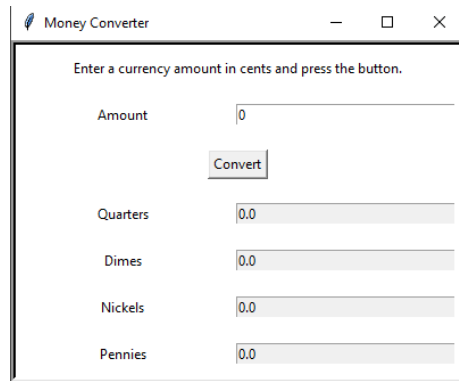 Money Converter
Enter a currency amount in cents and press the button.
Amount 0
Convert
Quarters 0.0
Dimes 0.0
Nickels 0.0
Pennies 0.0